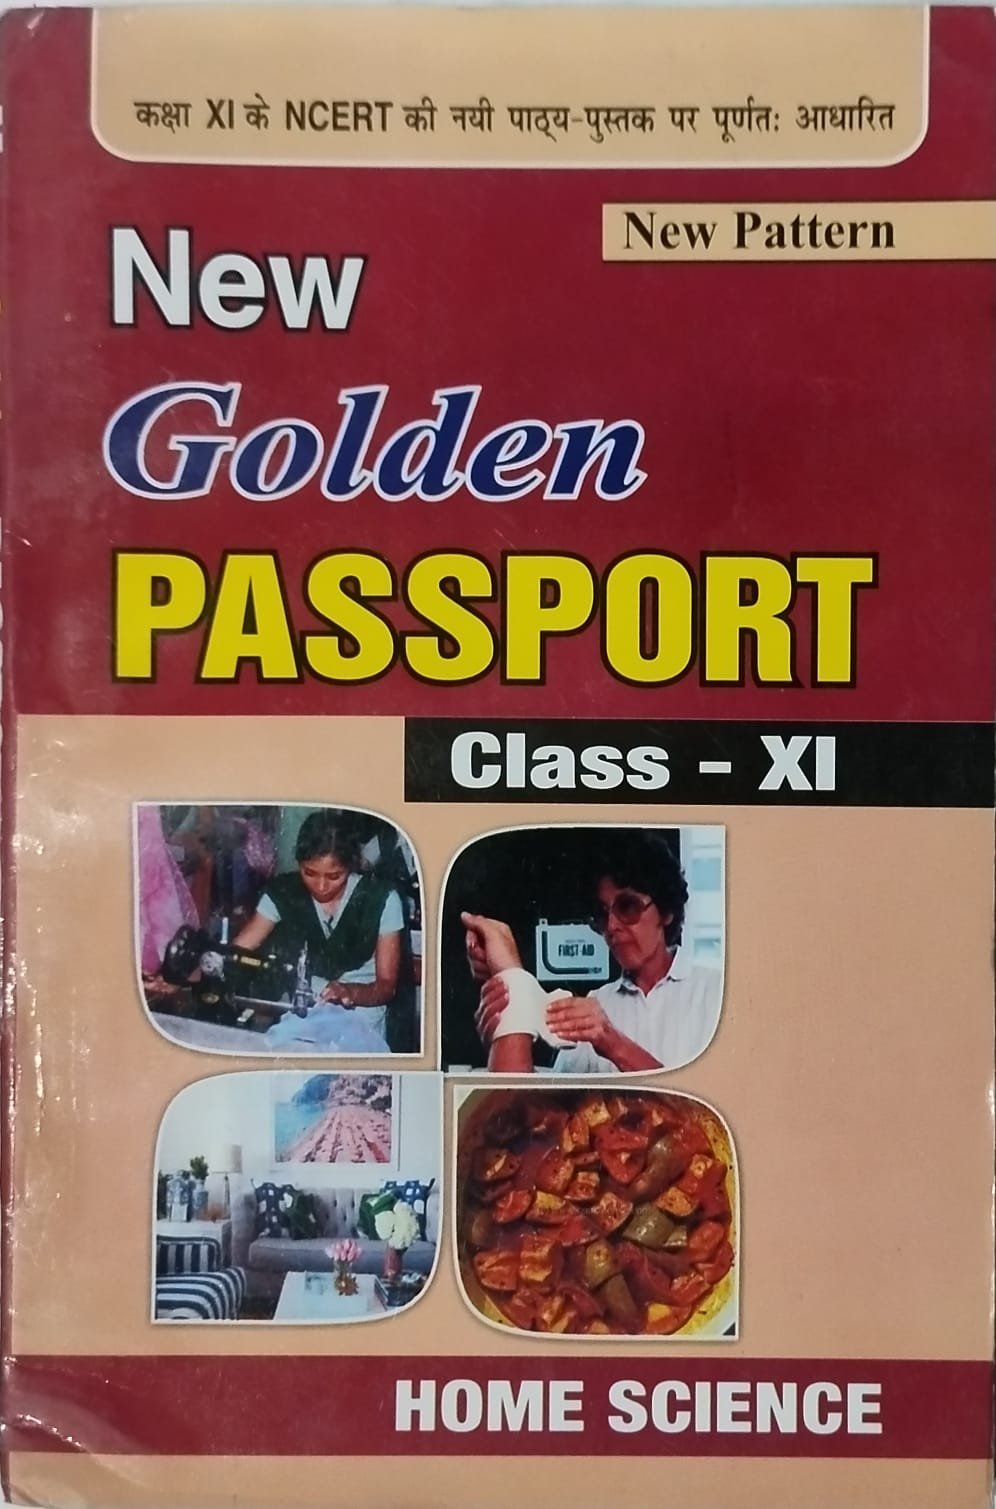 कक्षा XI के NCERT की नयी पाठ्य-पुस्तक पर पूर्णतः आधारित
New Pattern
New
Golden
PASSPORT
Class - XI
FIRST AID
HOME SCIENCE